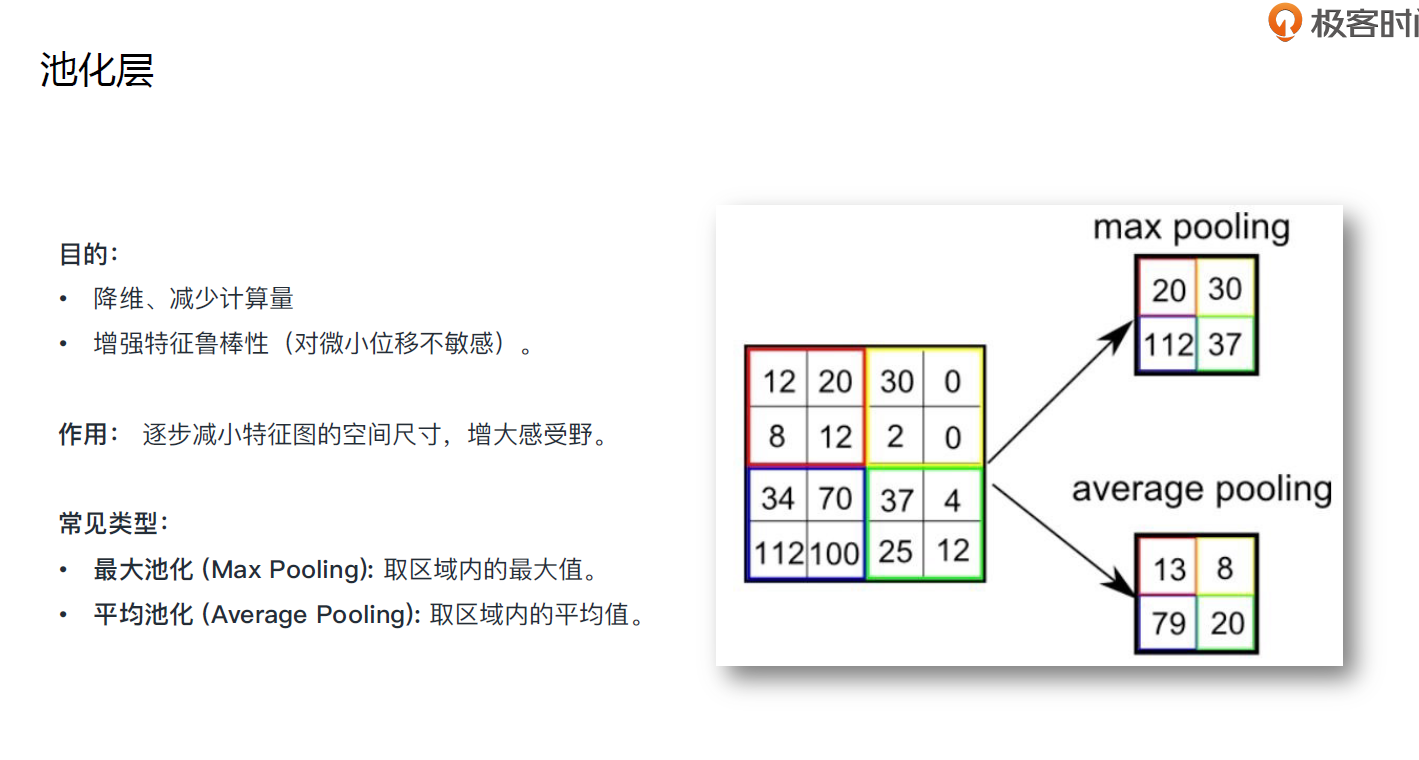 极客时间
池化层
目的：
• 降维、减少计算量
• 增强特征鲁棒性（对微小位移不敏感）。
作用： 逐步减小特征图的空间尺寸，增大感受野。
常见类型：
• 最大池化 (Max Pooling): 取区域内的最大值。
• 平均池化 (Average Pooling): 取区域内的平均值。
max pooling
20 30
112 37
12 20 30 0
8 12 2 0
34 70 37 4
112 100 25 12
average pooling
13 8
79 20